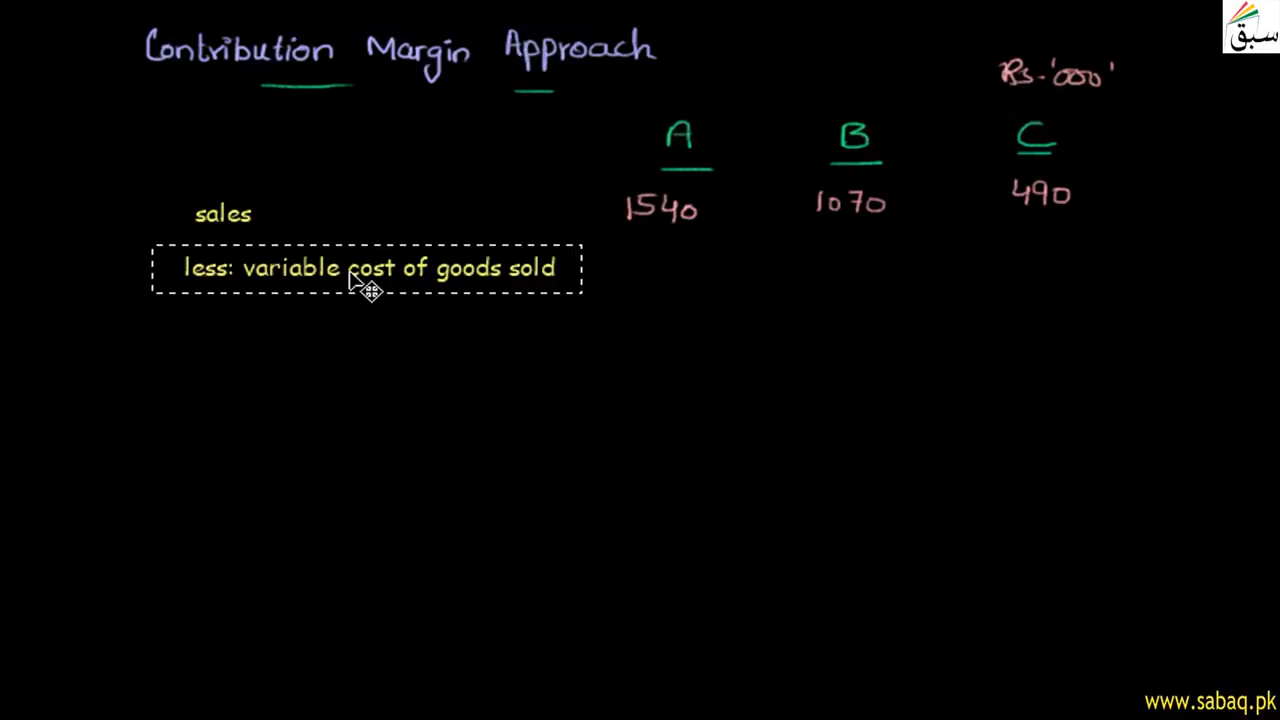 سبق
Contribution Margin Approach
Rs. '000'
A B C
sales 1540 1070 490
less: variable cost of goods sold
www.sabaq.pk